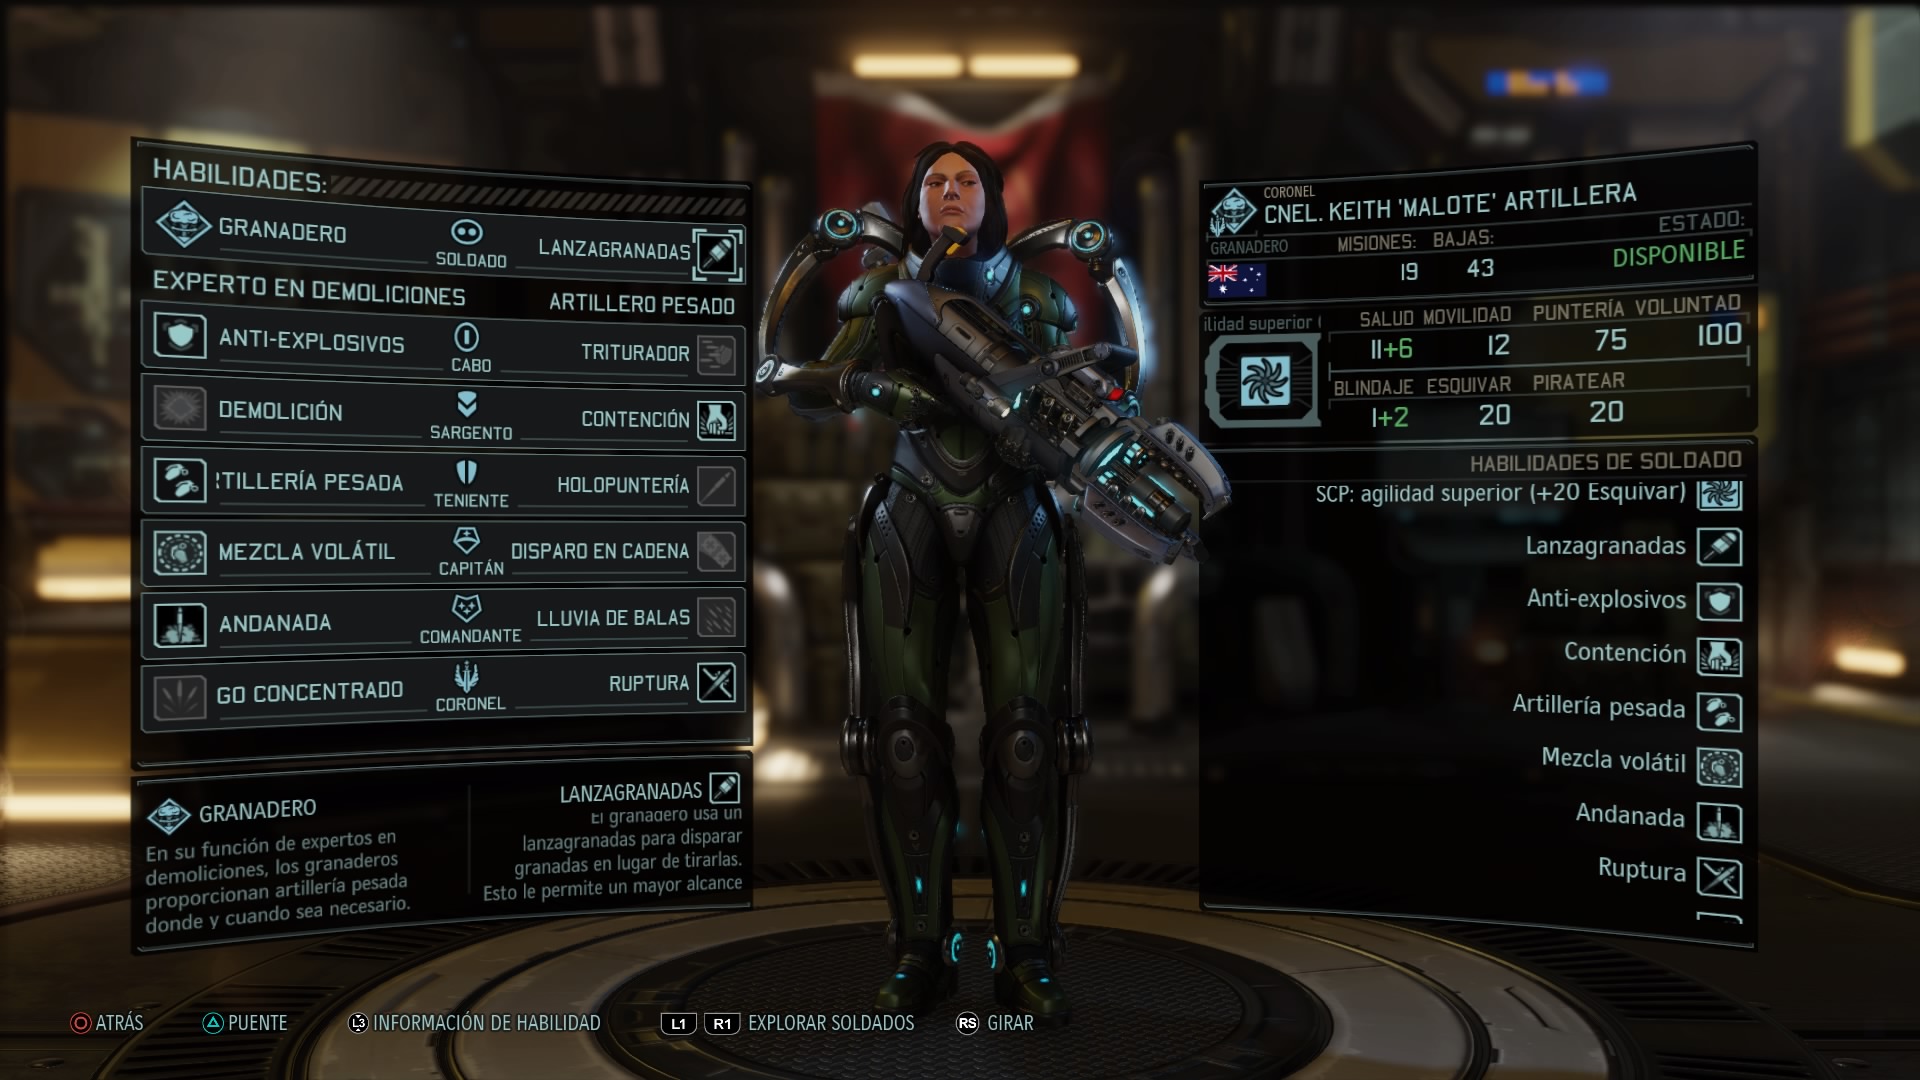 HABILIDADES:
GRANADERO
SOLDADO
LANZAGRANADAS
EXPERTO EN DEMOLICIONES
ARTILLERO PESADO
ANTI-EXPLOSIVOS
CABO
TRITURADOR
DEMOLICIÓN
SARGENTO
CONTENCIÓN
RTILLERÍA PESADA
TENIENTE
HOLOPUNTERÍA
MEZCLA VOLÁTIL
CAPITÁN
DISPARO EN CADENA
ANDANADA
COMANDANTE
LLUVIA DE BALAS
GO CONCENTRADO
CORONEL
RUPTURA
GRANADERO
En su función de expertos en
demoliciones, los granaderos
proporcionan artillería pesada
donde y cuando sea necesario.
LANZAGRANADAS
El granadero usa un
lanzagranadas para disparar
granadas en lugar de tirarlas.
Esto le permite un mayor alcance
CORONEL
CNEL. KEITH 'MALOTE' ARTILLERA
GRANADERO
MISIONES:
BAJAS:
ESTADO:
19
43
DISPONIBLE
ilidad superior (
SALUD
MOVILIDAD
PUNTERÍA
VOLUNTAD
11+6
12
75
100
BLINDAJE
ESQUIVAR
PIRATEAR
1+2
20
20
HABILIDADES DE SOLDADO
SCP: agilidad superior (+20 Esquivar)
Lanzagranadas
Anti-explosivos
Contención
Artillería pesada
Mezcla volátil
Andanada
Ruptura
ATRÁS
PUENTE
L3 INFORMACIÓN DE HABILIDAD
L1 R1 EXPLORAR SOLDADOS
RS GIRAR